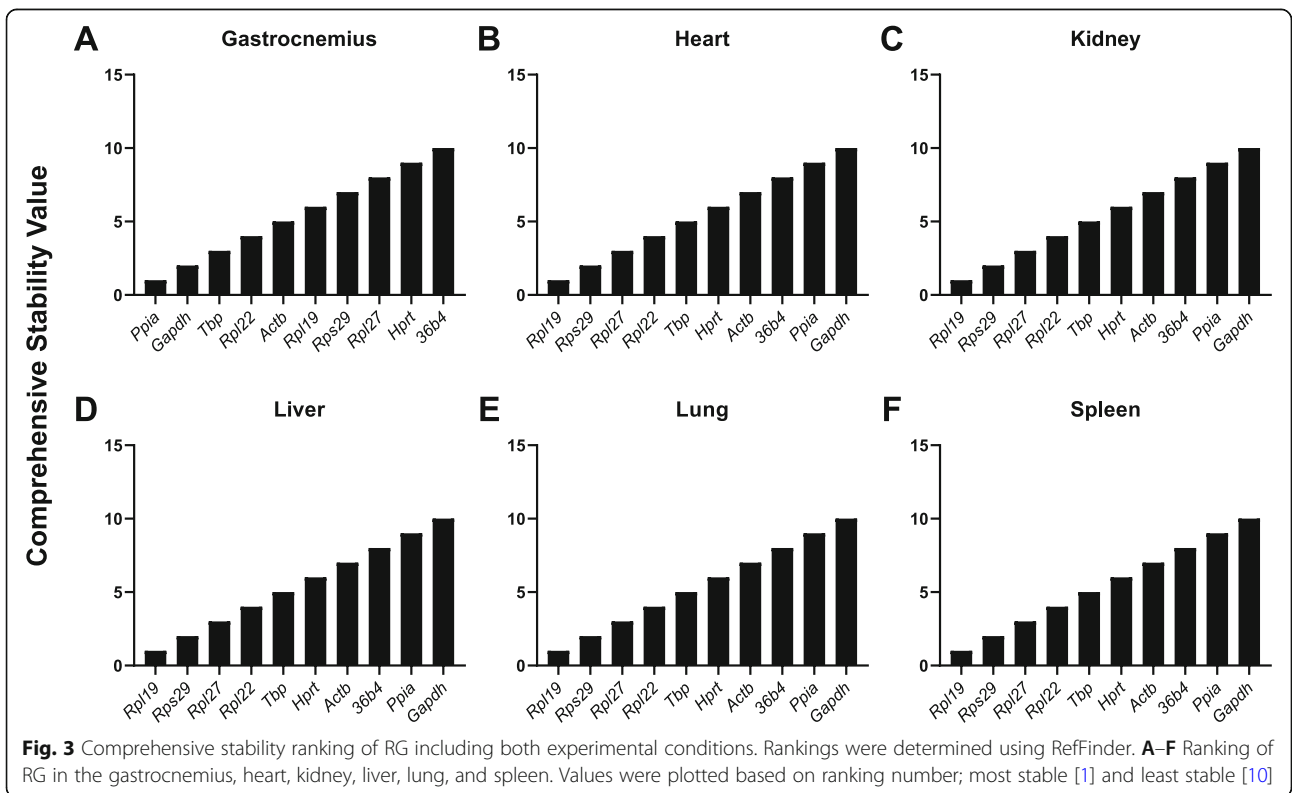 Comprehensive Stability Value
A Gastrocnemius
15
10
5
0
Ppia Gapdh Tbp Rpl22 Actb Rpl19 Rps29 Rpl27 Hprt 36b4
B Heart
15
10
5
0
Rpl19 Rps29 Rpl27 Rpl22 Tbp Hprt Actb 36b4 Ppia Gapdh
C Kidney
15
10
5
0
Rpl19 Rps29 Rpl27 Rpl22 Tbp Hprt Actb 36b4 Ppia Gapdh
D Liver
15
10
5
0
Rpl19 Rps29 Rpl27 Rpl22 Tbp Hprt Actb 36b4 Ppia Gapdh
E Lung
15
10
5
0
Rpl19 Rps29 Rpl27 Rpl22 Tbp Hprt Actb 36b4 Ppia Gapdh
F Spleen
15
10
5
0
Rpl19 Rps29 Rpl27 Rpl22 Tbp Hprt Actb 36b4 Ppia Gapdh
Fig. 3 Comprehensive stability ranking of RG including both experimental conditions. Rankings were determined using RefFinder. A–F Ranking of
RG in the gastrocnemius, heart, kidney, liver, lung, and spleen. Values were plotted based on ranking number; most stable [1] and least stable [10]